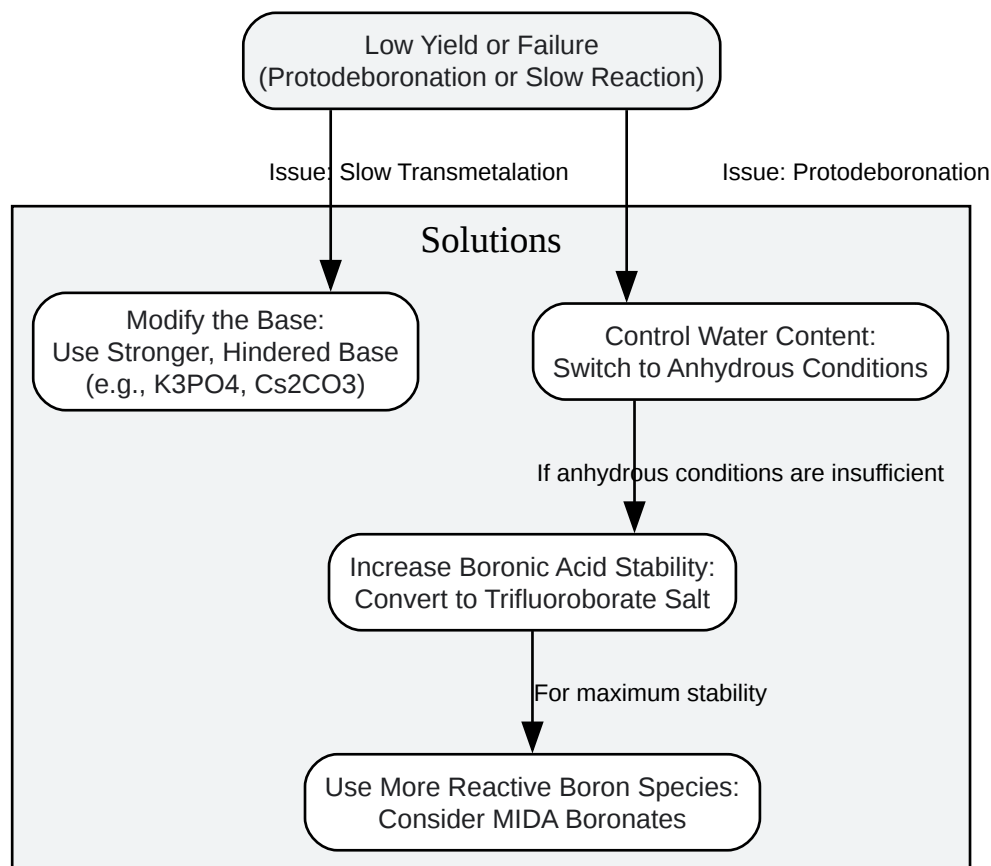 Low Yield or Failure
(Protodeboronation or Slow Reaction)
Issue: Slow Transmetalation
Issue: Protodeboronation
Solutions
Modify the Base:
Use Stronger, Hindered Base
(e.g., K3PO4, Cs2CO3)
Control Water Content:
Switch to Anhydrous Conditions
If anhydrous conditions are insufficient
Increase Boronic Acid Stability:
Convert to Trifluoroborate Salt
For maximum stability
Use More Reactive Boron Species:
Consider MIDA Boronates